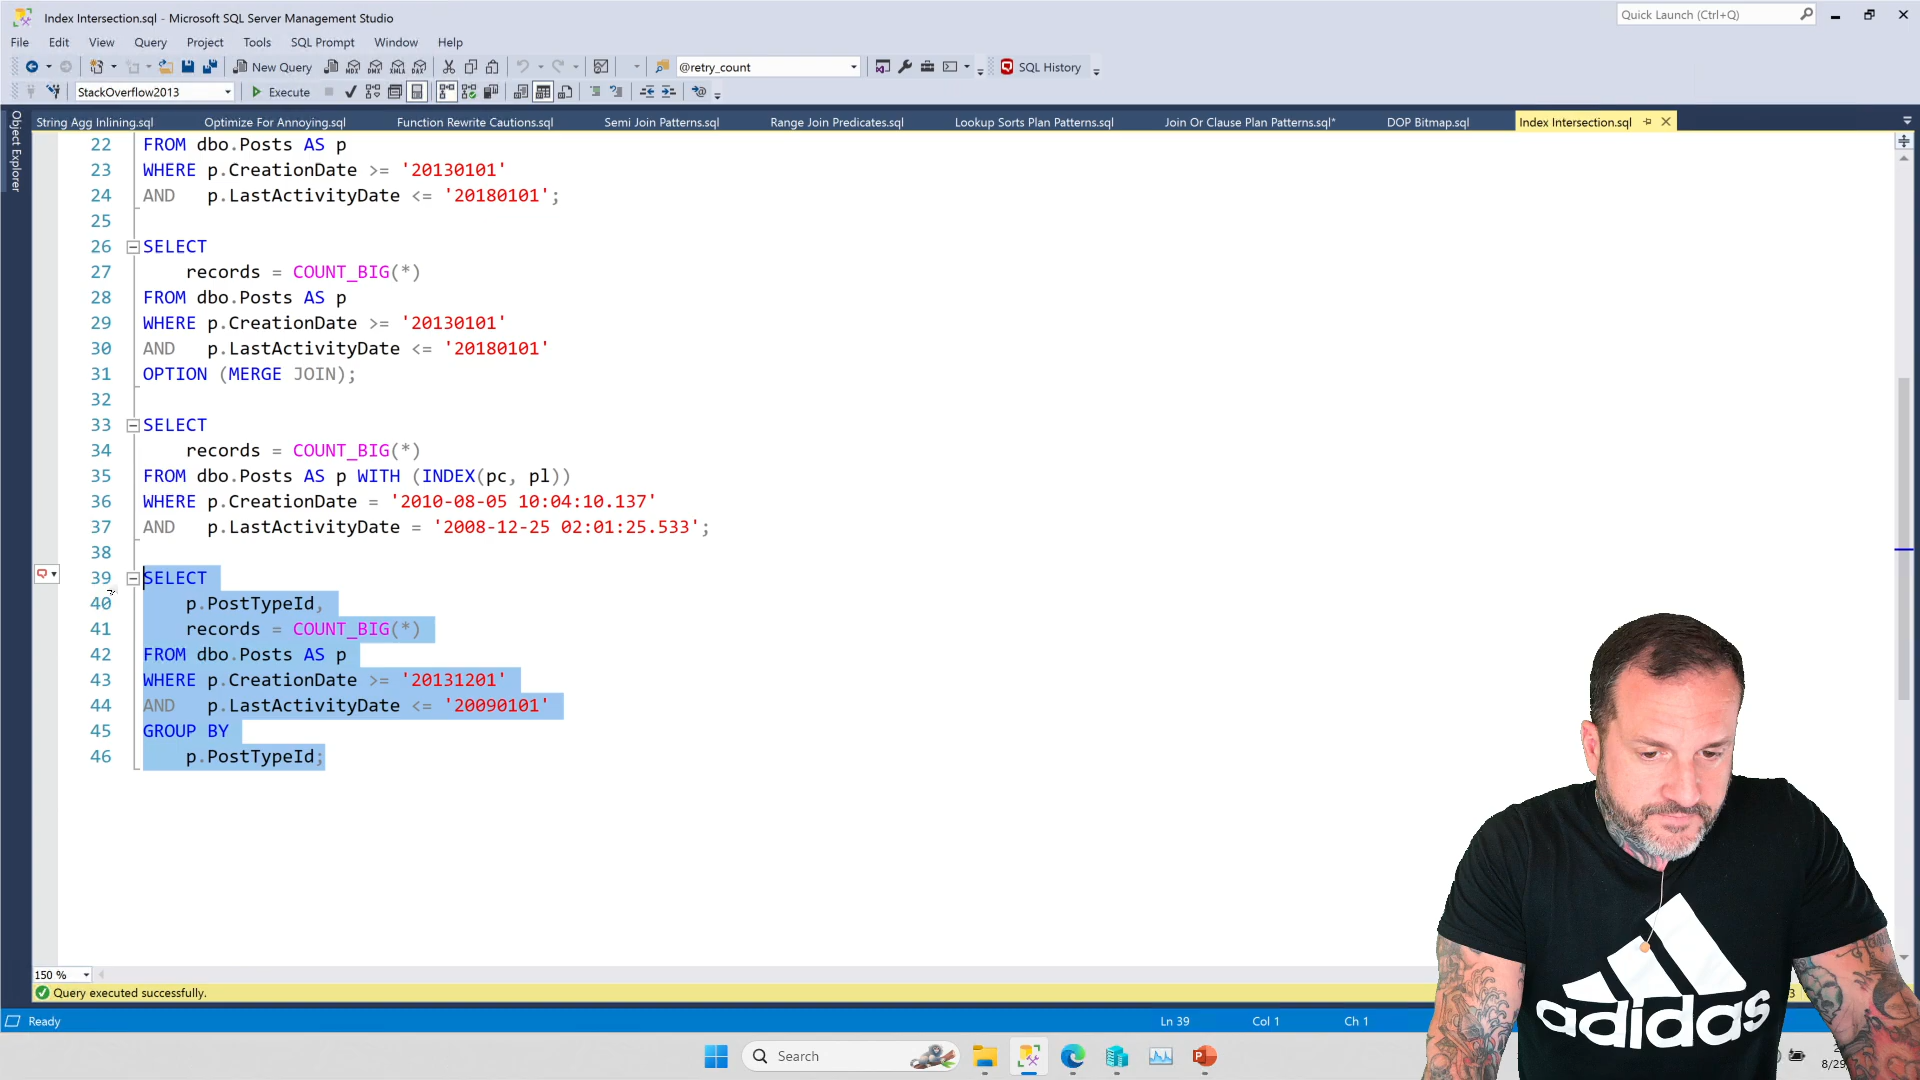 Index Intersection.sql - Microsoft SQL Server Management Studio
Quick Launch (Ctrl+Q)
File Edit View Query Project Tools SQL Prompt Window Help
New Query MDX DMX XMLA DAX @retry_count SQL History
StackOverflow2013 Execute
Object Explorer
String Agg Inlining.sql Optimize For Annoying.sql Function Rewrite Cautions.sql Semi Join Patterns.sql Range Join Predicates.sql Lookup Sorts Plan Patterns.sql Join Or Clause Plan Patterns.sql* DOP Bitmap.sql Index Intersection.sql
22 FROM dbo.Posts AS p
23 WHERE p.CreationDate >= '20130101'
24 AND p.LastActivityDate <= '20180101';
25
26 SELECT
27 records = COUNT_BIG(*)
28 FROM dbo.Posts AS p
29 WHERE p.CreationDate >= '20130101'
30 AND p.LastActivityDate <= '20180101'
31 OPTION (MERGE JOIN);
32
33 SELECT
34 records = COUNT_BIG(*)
35 FROM dbo.Posts AS p WITH (INDEX(pc, pl))
36 WHERE p.CreationDate = '2010-08-05 10:04:10.137'
37 AND p.LastActivityDate = '2008-12-25 02:01:25.533';
38
39 SELECT
40 p.PostTypeId,
41 records = COUNT_BIG(*)
42 FROM dbo.Posts AS p
43 WHERE p.CreationDate >= '20131201'
44 AND p.LastActivityDate <= '20090101'
45 GROUP BY
46 p.PostTypeId;
150 %
Query executed successfully.
Ready Ln 39 Col 1 Ch 1
Search
adidas